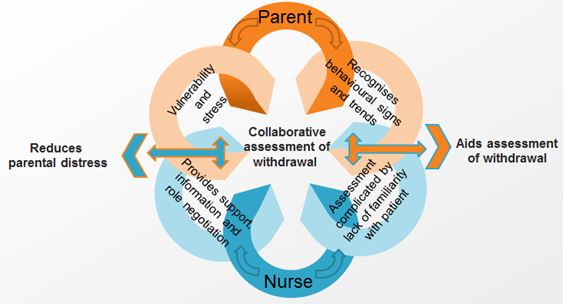 Parent
Vulnerability
and
stress
Recognises
behavioural signs
and trends
Collaborative
assessment of
withdrawal
Reduces
parental distress
Aids assessment
of withdrawal
Provides support,
information and
role negotiation
Assessment
complicated by
lack of familiarity
with patient
Nurse